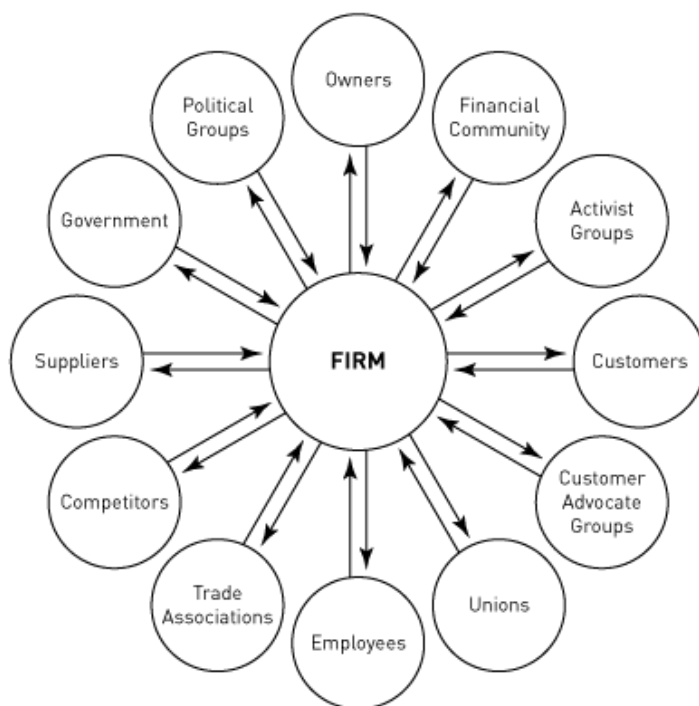 Owners
Financial
Community
Activist
Groups
Customers
Customer
Advocate
Groups
Unions
Employees
Trade
Associations
Competitors
Suppliers
Government
Political
Groups
FIRM